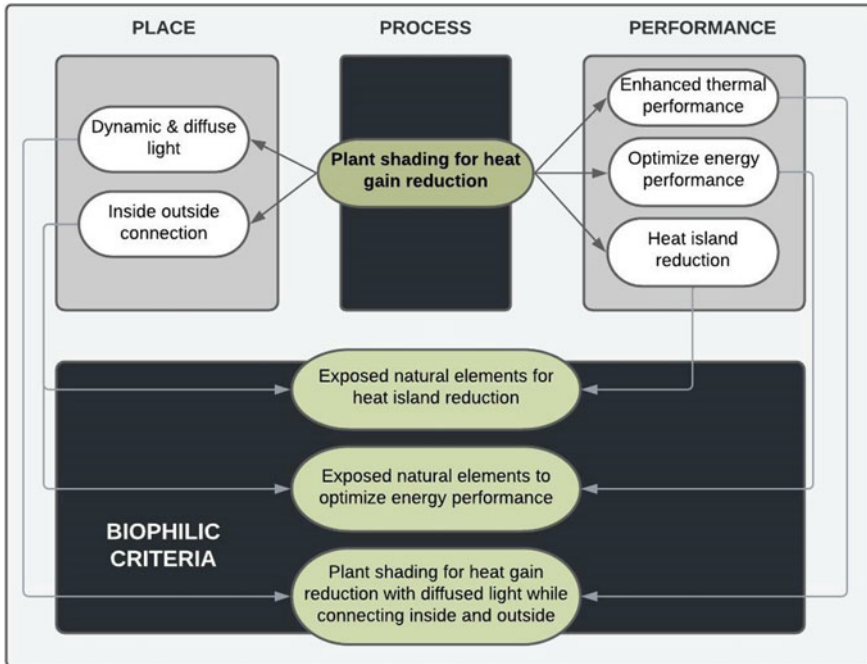 PLACE
PROCESS
PERFORMANCE
Dynamic & diffuse
light
Inside outside
connection
Plant shading for heat
gain reduction
Enhanced thermal
performance
Optimize energy
performance
Heat island
reduction
Exposed natural elements for
heat island reduction
Exposed natural elements to
optimize energy performance
BIOPHILIC
CRITERIA
Plant shading for heat gain
reduction with diffused light while
connecting inside and outside